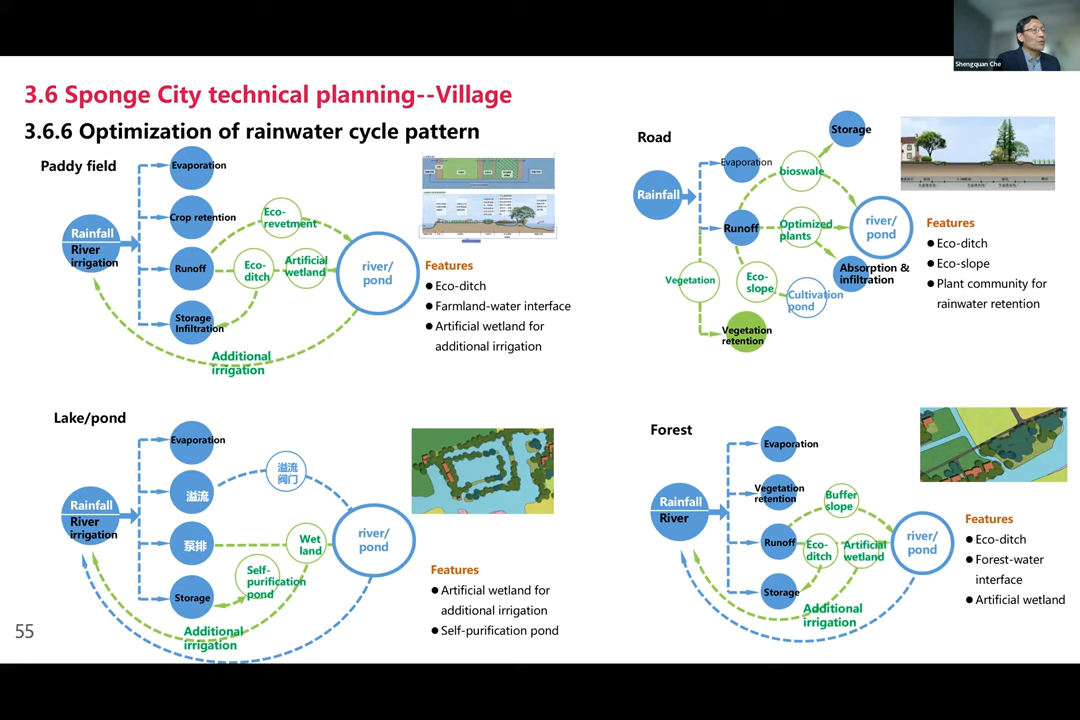 Shengquan Che
3.6 Sponge City technical planning--Village
3.6.6 Optimization of rainwater cycle pattern
Paddy field
Rainfall
River
irrigation
Evaporation
Crop retention
Runoff
Storage
Infiltration
Eco-
revetment
Eco-
ditch
Artificial
wetland
river/
pond
Additional
irrigation
Features
● Eco-ditch
● Farmland-water interface
● Artificial wetland for
additional irrigation
Road
Rainfall
Evaporation
Runoff
Vegetation
Vegetation
retention
Storage
bioswale
Optimized
plants
Eco-
slope
Cultivation
pond
Absorption &
infiltration
river/
pond
Features
● Eco-ditch
● Eco-slope
● Plant community for
rainwater retention
Lake/pond
Rainfall
River
irrigation
Evaporation
溢流
泵排
Storage
溢流
阀门
Wet
land
Self-
purification
pond
river/
pond
Additional
irrigation
Features
● Artificial wetland for
additional irrigation
● Self-purification pond
Forest
Rainfall
River
Evaporation
Vegetation
retention
Runoff
Storage
Buffer
slope
Eco-
ditch
Artificial
wetland
river/
pond
Additional
irrigation
Features
● Eco-ditch
● Forest-water
interface
● Artificial wetland
55